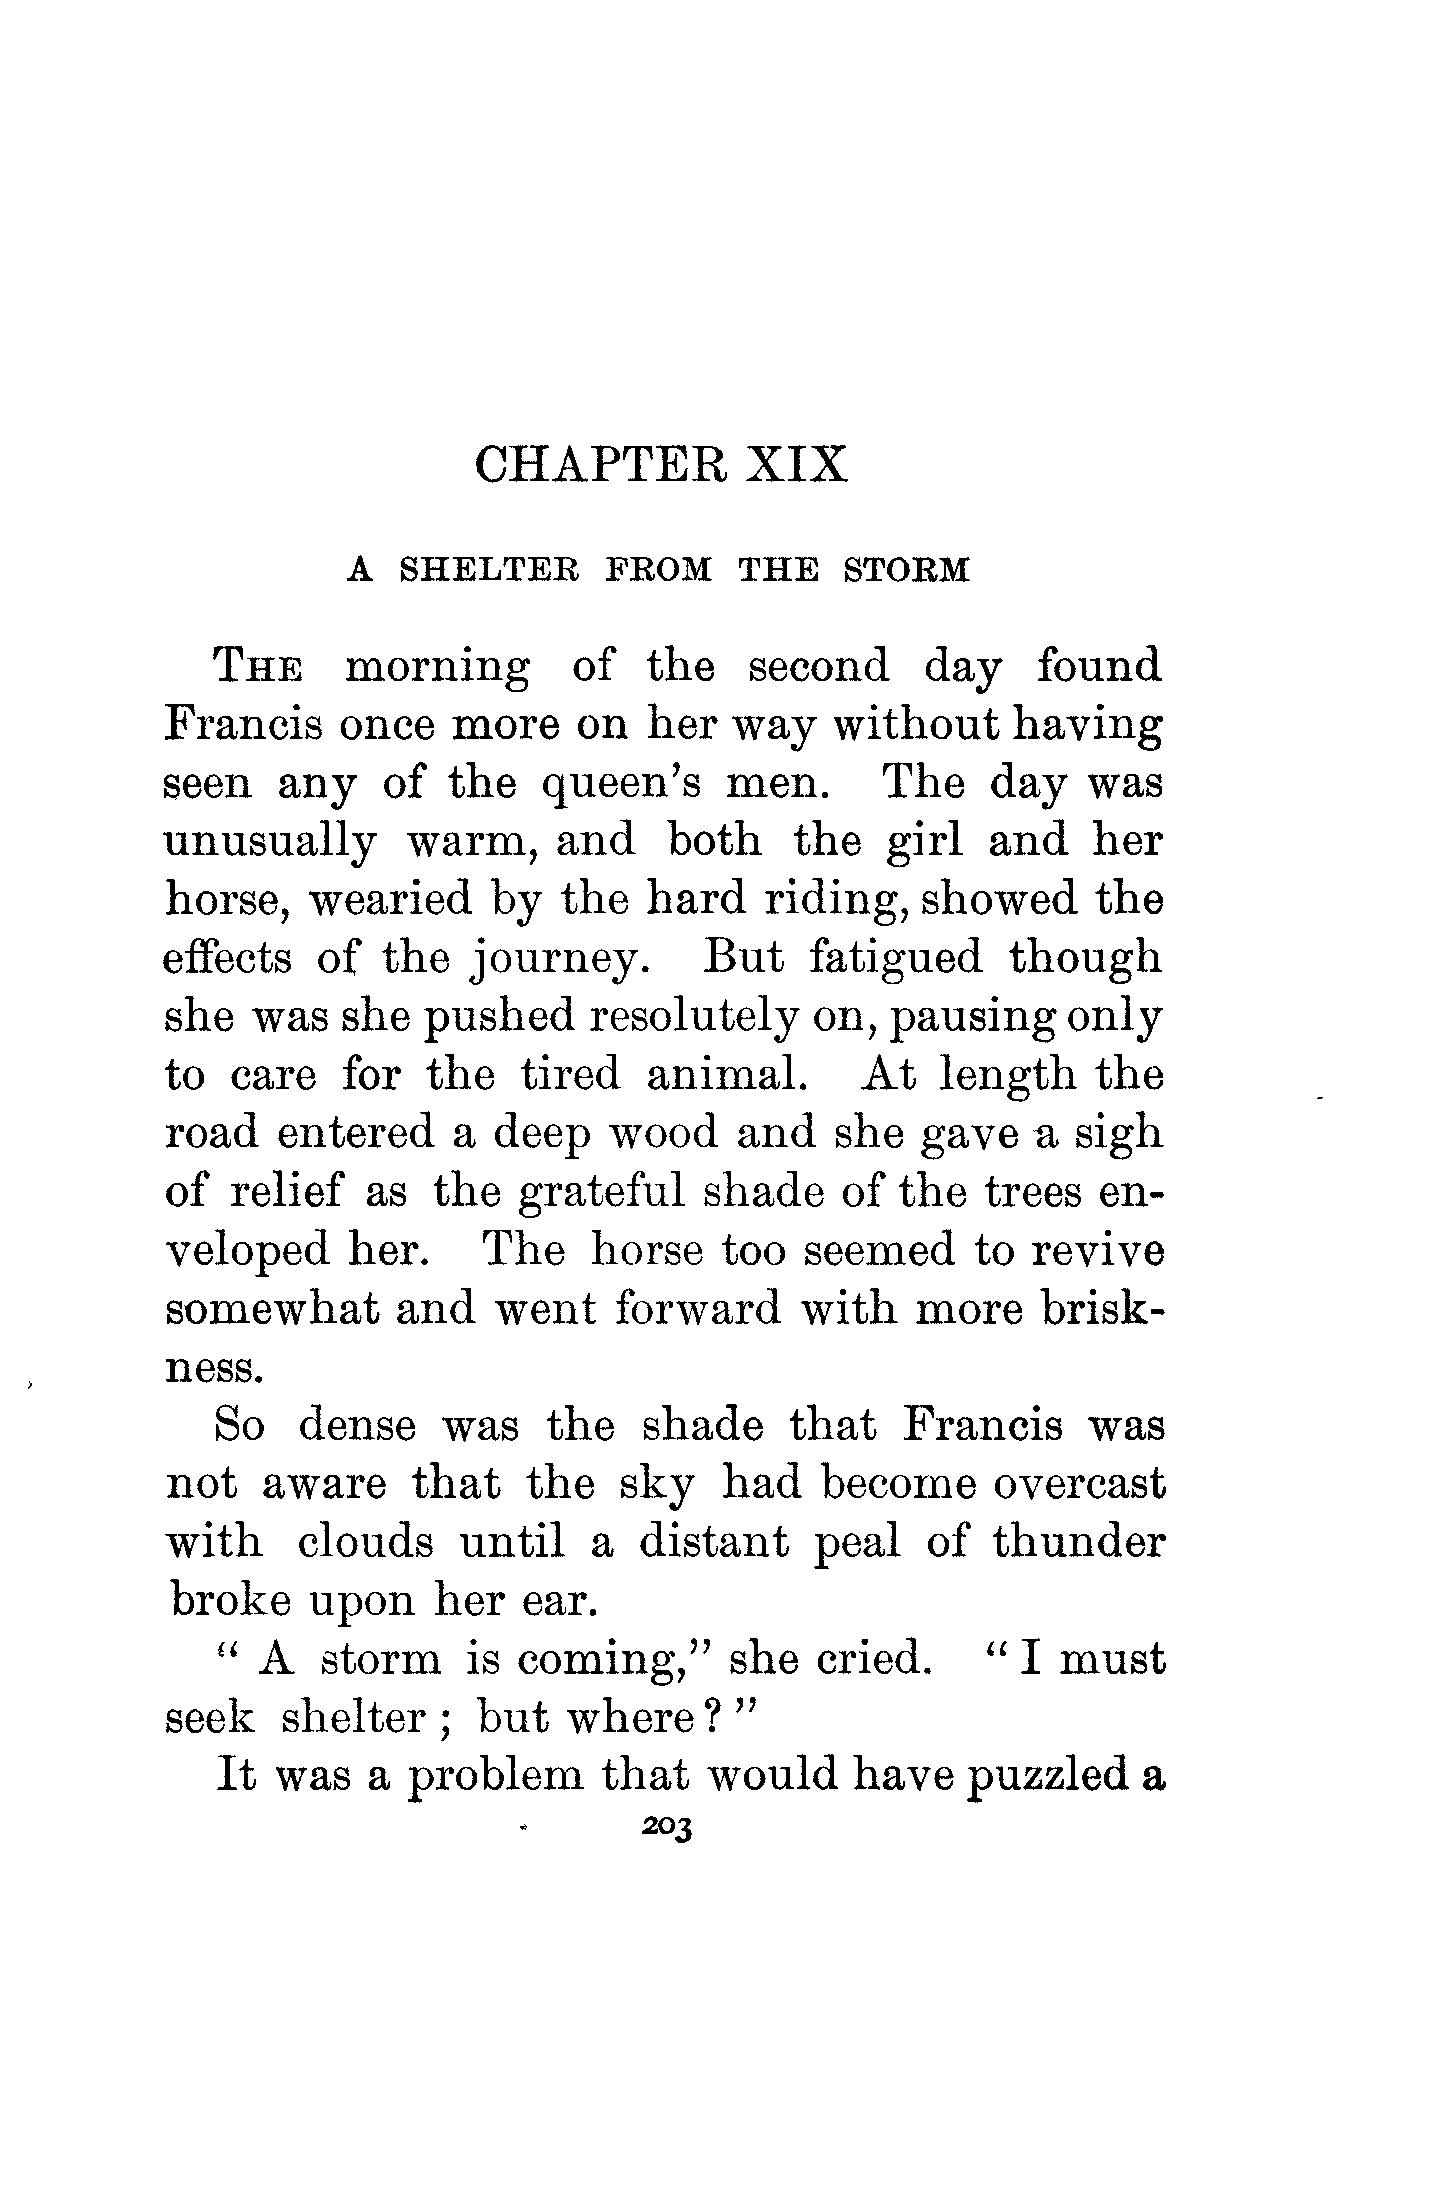 CHAPTER XIX
A SHELTER FROM THE STORM
THE morning of the second day found
Francis once more on her way without having
seen any of the queen's men. The day was
unusually warm, and both the girl and her
horse, wearied by the hard riding, showed the
effects of the journey. But fatigued though
she was she pushed resolutely on, pausing only
to care for the tired animal. At length the
road entered a deep wood and she gave a sigh
of relief as the grateful shade of the trees en-
veloped her. The horse too seemed to revive
somewhat and went forward with more brisk-
ness.
So dense was the shade that Francis was
not aware that the sky had become overcast
with clouds until a distant peal of thunder
broke upon her ear.
“ A storm is coming,” she cried. “ I must
seek shelter ; but where ? ”
It was a problem that would have puzzled a
203